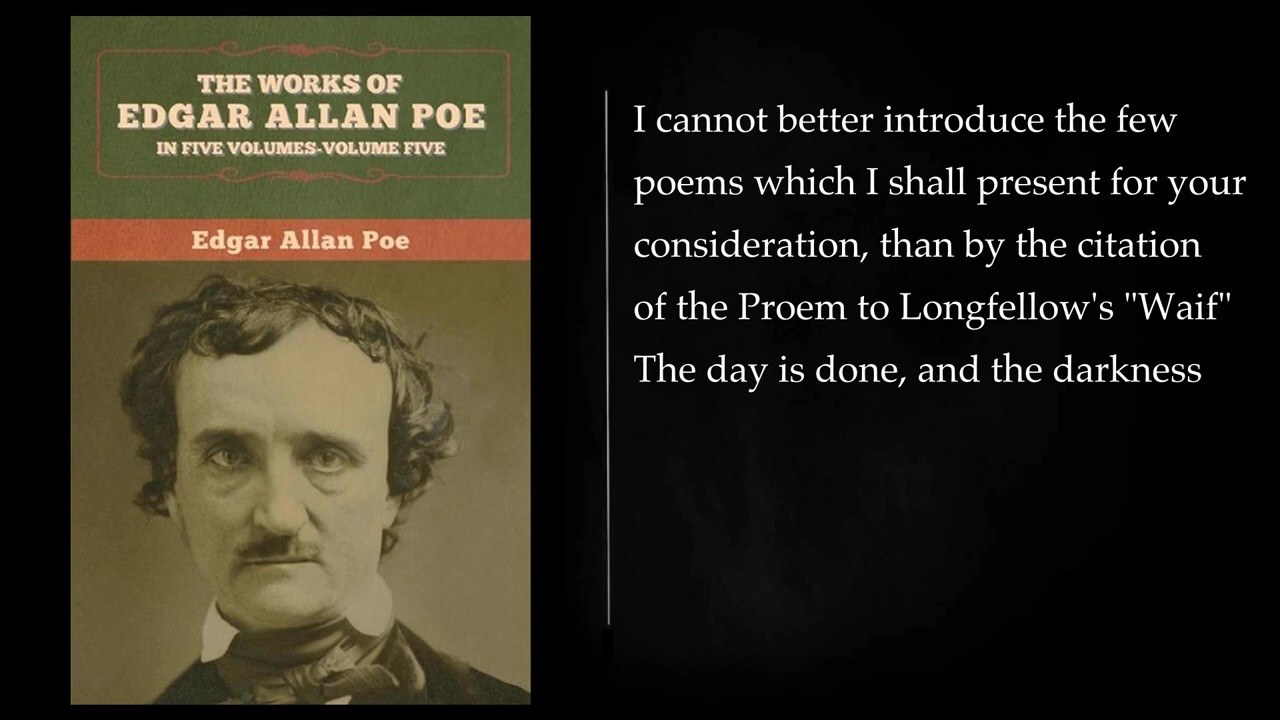 THE WORKS OF
EDGAR ALLAN POE
IN FIVE VOLUMES-VOLUME FIVE
Edgar Allan Poe
I cannot better introduce the few
poems which I shall present for your
consideration, than by the citation
of the Proem to Longfellow's "Waif"
The day is done, and the darkness